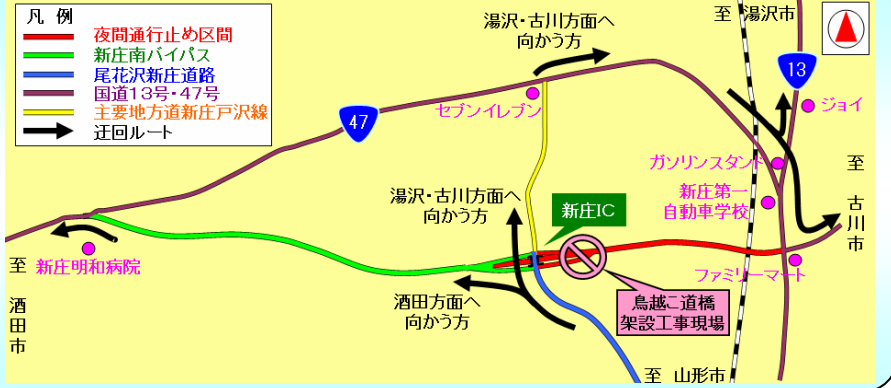 凡 例
夜間通行止め区間
新庄南バイパス
尾花沢新庄道路
国道13号・47号
主要地方道新庄戸沢線
迂回ルート
湯沢・古川方面へ
向かう方
至 湯沢市
13
セブンイレブン
47
ジョイ
ガソリンスタンド
至 古川市
新庄第一
自動車学校
湯沢・古川方面へ
向かう方
新庄IC
新庄明和病院
至 酒田市
ファミリーマート
酒田方面へ
向かう方
鳥越こ道橋
架設工事現場
至 山形市